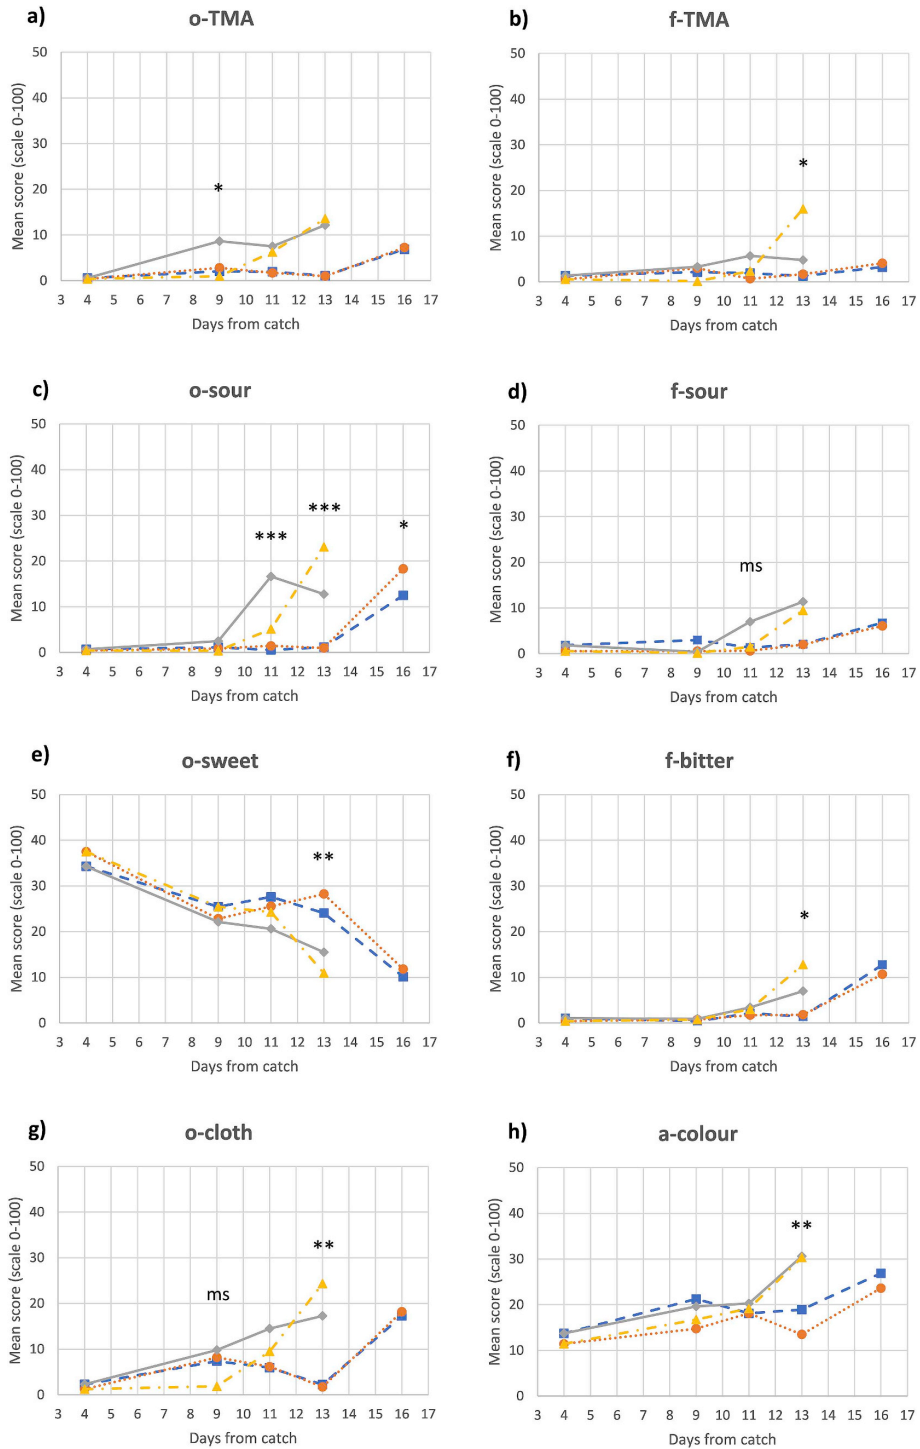 a)
o-TMA
Mean score (scale 0-100)
50
40
30
20
10
0
*
3 4 5 6 7 8 9 10 11 12 13 14 15 16 17
Days from catch
b)
f-TMA
Mean score (scale 0-100)
50
40
30
20
10
0
*
3 4 5 6 7 8 9 10 11 12 13 14 15 16 17
Days from catch
c)
o-sour
Mean score (scale 0-100)
50
40
30
20
10
0
*** *** *
3 4 5 6 7 8 9 10 11 12 13 14 15 16 17
Days from catch
d)
f-sour
Mean score (scale 0-100)
50
40
30
20
10
0
ms
3 4 5 6 7 8 9 10 11 12 13 14 15 16 17
Days from catch
e)
o-sweet
Mean score (scale 0-100)
50
40
30
20
10
0
**
3 4 5 6 7 8 9 10 11 12 13 14 15 16 17
Days from catch
f)
f-bitter
Mean score (scale 0-100)
50
40
30
20
10
0
*
3 4 5 6 7 8 9 10 11 12 13 14 15 16 17
Days from catch
g)
o-cloth
Mean score (scale 0-100)
50
40
30
20
10
0
ms **
3 4 5 6 7 8 9 10 11 12 13 14 15 16 17
Days from catch
h)
a-colour
Mean score (scale 0-100)
50
40
30
20
10
0
**
3 4 5 6 7 8 9 10 11 12 13 14 15 16 17
Days from catch